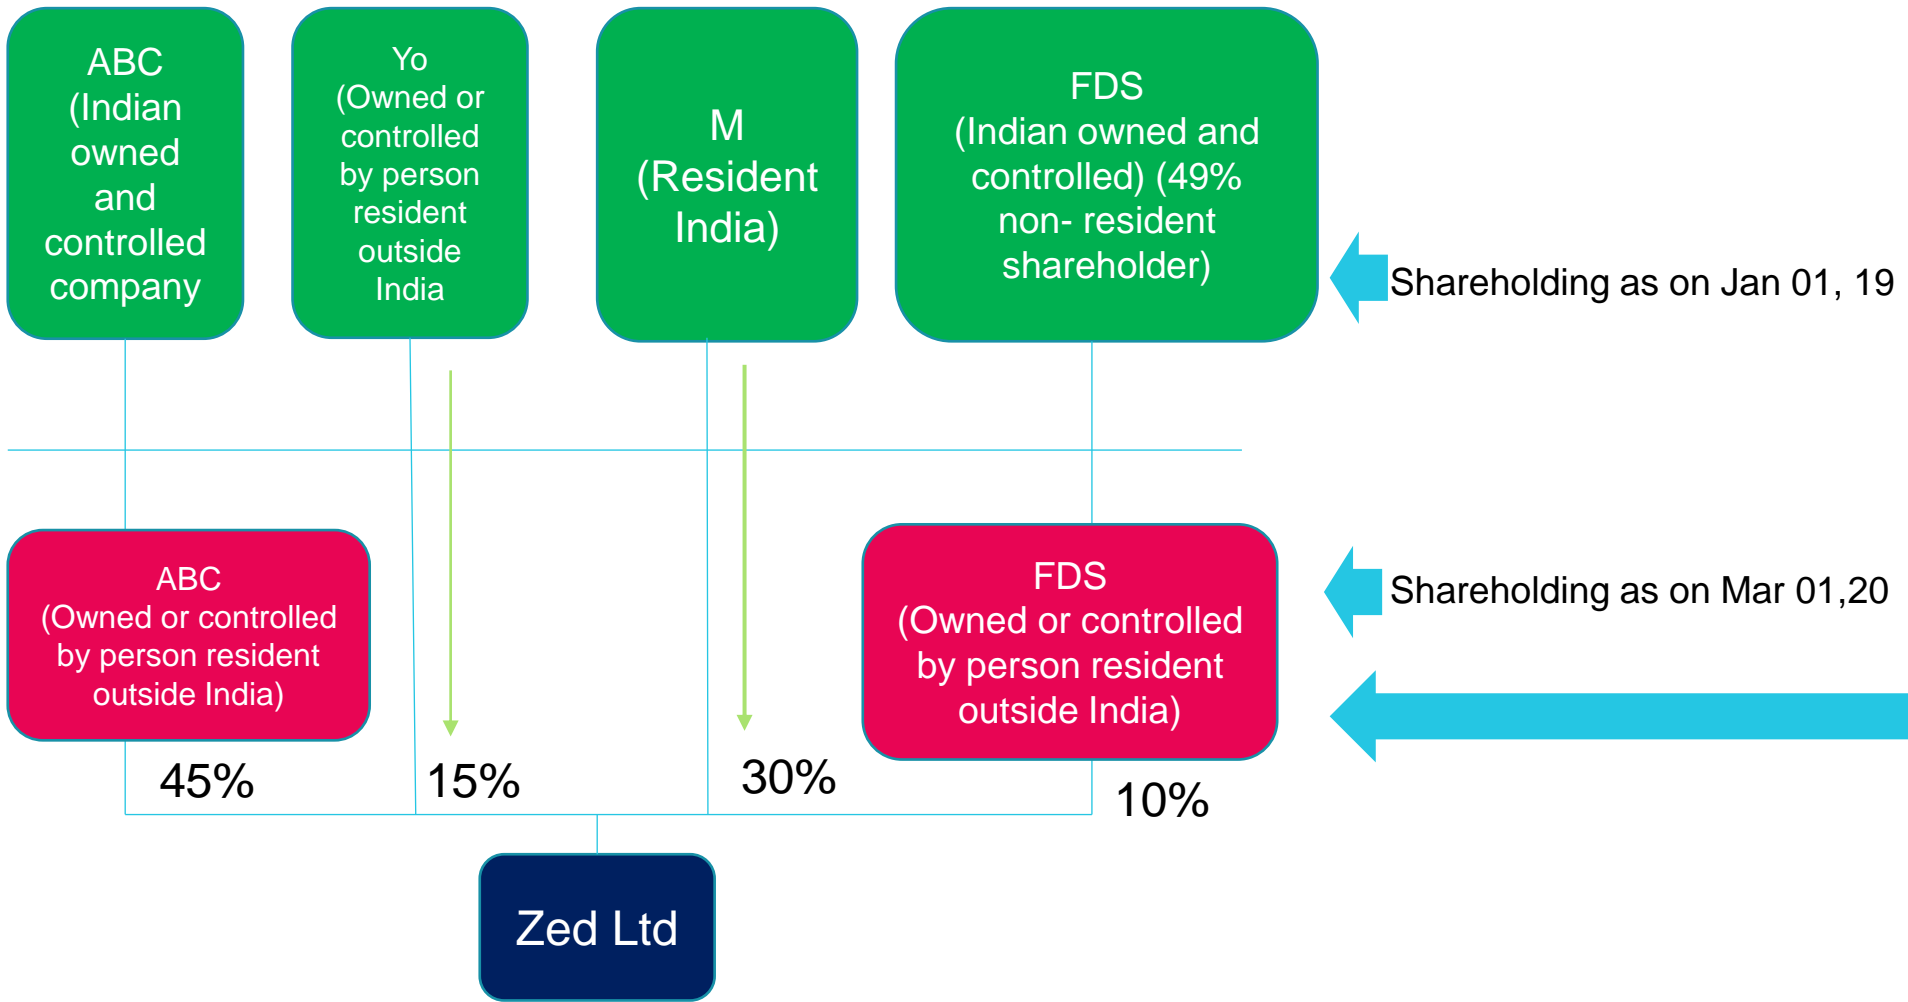 ABC
(Indian
owned
and
controlled
company
Yo
(Owned or
controlled
by person
resident
outside
India
M
(Resident
India)
FDS
(Indian owned and
controlled) (49%
non- resident
shareholder)
Shareholding as on Jan 01, 19
ABC
(Owned or controlled
by person resident
outside India)
FDS
(Owned or controlled
by person resident
outside India)
Shareholding as on Mar 01,20
45%
15%
30%
10%
Zed Ltd